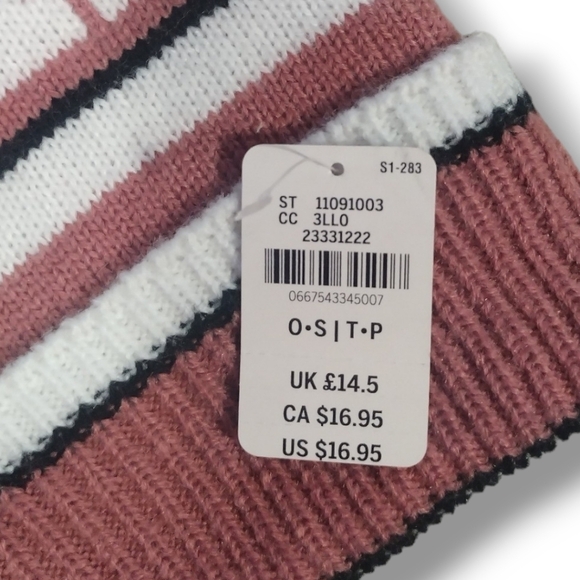 S1-283
ST 11091003
CC 3LL0
23331222
0667543345007
O•S | T•P
UK £14.5
CA $16.95
US $16.95